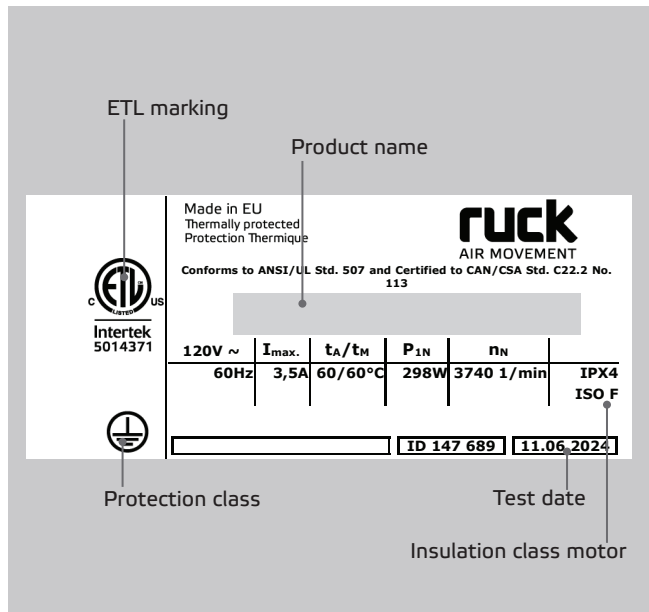 ETL marking
Product name
Made in EU
Thermally protected
Protection Thermique
ruck
AIR MOVEMENT
Conforms to ANSI/UL Std. 507 and Certified to CAN/CSA Std. C22.2 No.
113
ETL
LISTED
C US
Intertek
5014371
120V ~ Imax. tA/tM P1N nN
60Hz 3,5A 60/60°C 298W 3740 1/min IPX4
ISO F
ID 147 689 11.06.2024
Protection class
Test date
Insulation class motor